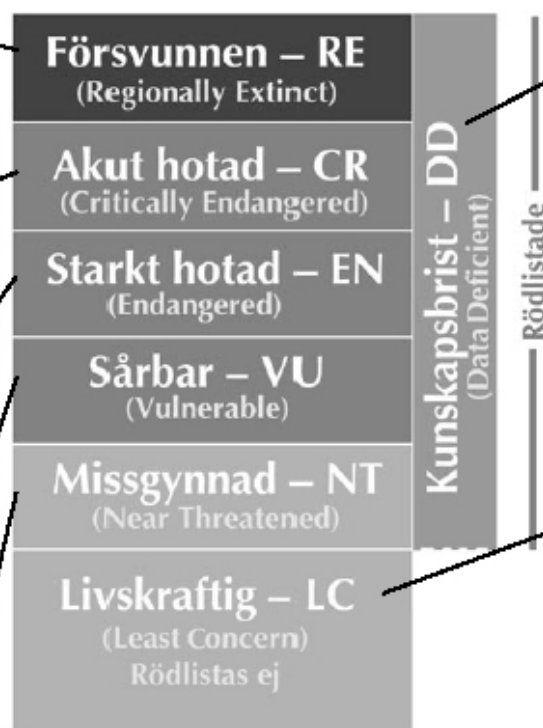 Försvunnen – RE
(Regionally Extinct)
Akut hotad – CR
(Critically Endangered)
Starkt hotad – EN
(Endangered)
Sårbar – VU
(Vulnerable)
Missgynnad – NT
(Near Threatened)
Livskraftig – LC
(Least Concern)
Rödlistas ej
Kunskapsbrist – DD
(Data Deficient)
Rödlistade